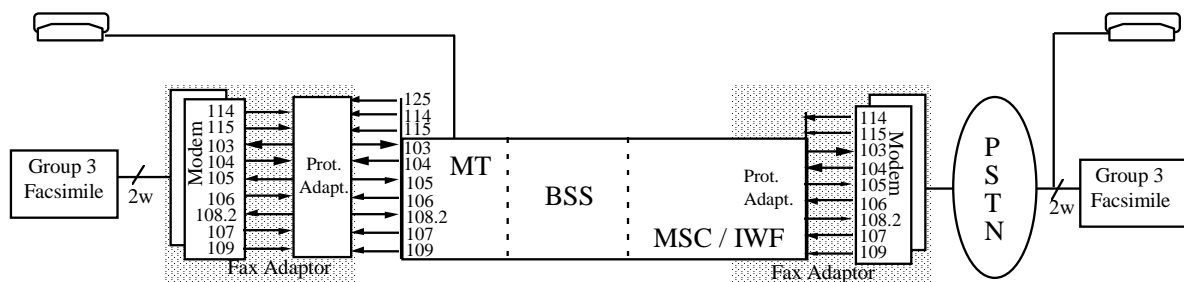 Group 3
Facsimile
2w
Modem
114
115
103
104
105
106
108.2
107
109
Prot.
Adapt.
Fax Adaptor
125
114
115
103
104
105
106
108.2
107
109
MT
BSS
MSC / IWF
Prot.
Adapt.
114
115
103
104
105
106
108.2
107
109
Modem
Fax Adaptor
PSTN
2w
Group 3
Facsimile